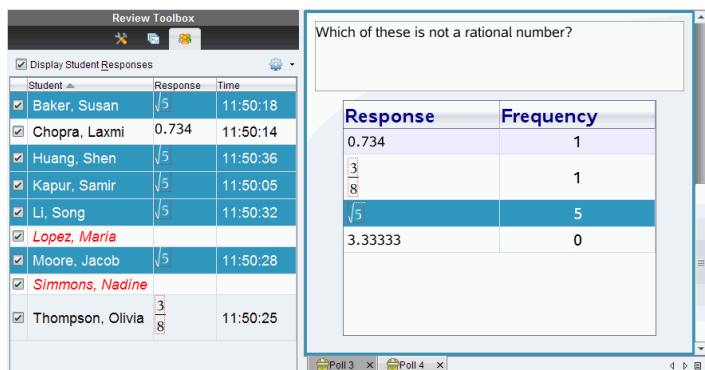 Review Toolbox
Display Student Responses
Student Response Time
Baker, Susan √5 11:50:18
Chopra, Laxmi 0.734 11:50:14
Huang, Shen √5 11:50:36
Kapur, Samir √5 11:50:05
Li, Song √5 11:50:32
Lopez, Maria
Moore, Jacob √5 11:50:28
Simmons, Nadine
Thompson, Olivia 3/8 11:50:25
Which of these is not a rational number?
Response Frequency
0.734 1
3/8 1
√5 5
3.33333 0
Poll 3 Poll 4